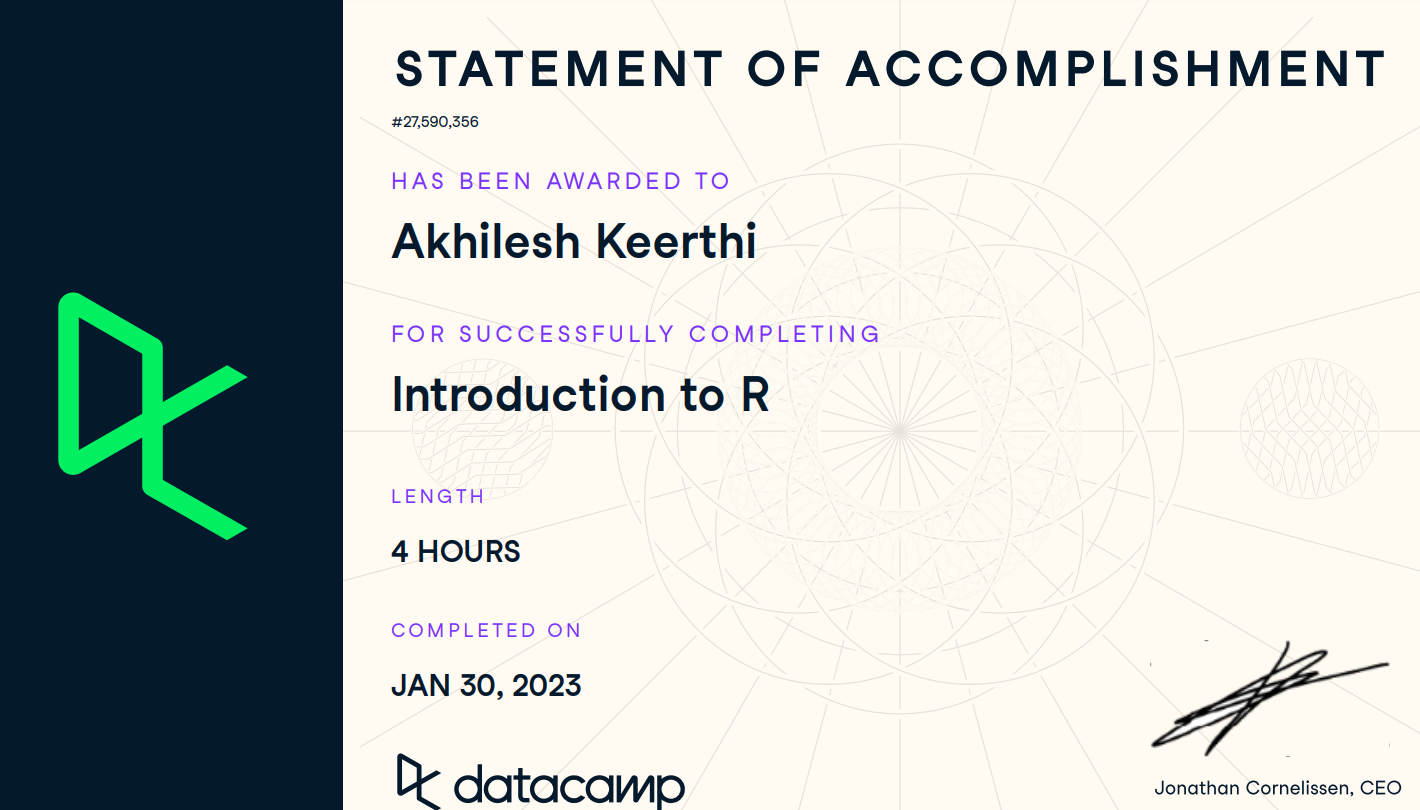 STATEMENT OF ACCOMPLISHMENT
#27,590,356
HAS BEEN AWARDED TO
Akhilesh Keerthi
FOR SUCCESSFULLY COMPLETING
Introduction to R
LENGTH
4 HOURS
COMPLETED ON
JAN 30, 2023
datacamp
Jonathan Cornelissen, CEO